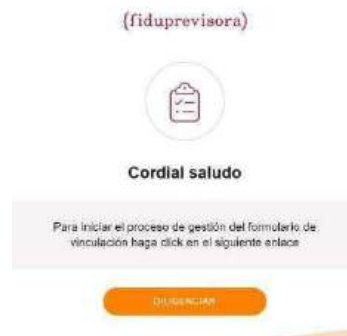 {fiduprevisora)
Cordial saludo
Para iniciar el proceso de gestión del formulario de
vinculación haga click en el siguiente enlace
DILIGENCIAR